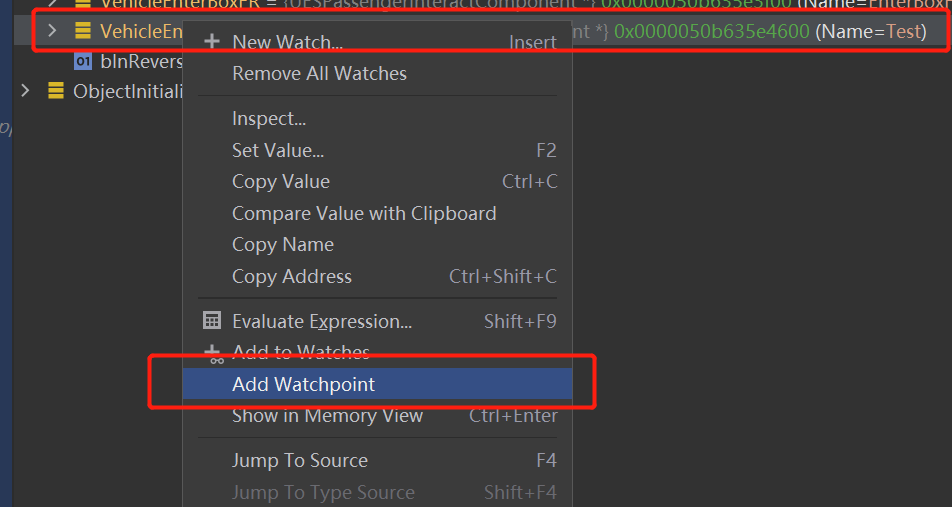 VehicleEnterBoxFR = {UESPassengerInteractComponent *} 0x0000050b635e5f00 (Name=EnterBoxF
VehicleEn nt *} 0x0000050b635e4600 (Name=Test)
New Watch... Insert
bInRevers
Remove All Watches
ObjectInitiali
Inspect...
Set Value... F2
Copy Value Ctrl+C
Compare Value with Clipboard
Copy Name
Copy Address Ctrl+Shift+C
Evaluate Expression... Shift+F9
Add to Watches
Add Watchpoint
Show in Memory View Ctrl+Enter
Jump To Source F4
Jump To Type Source Shift+F4